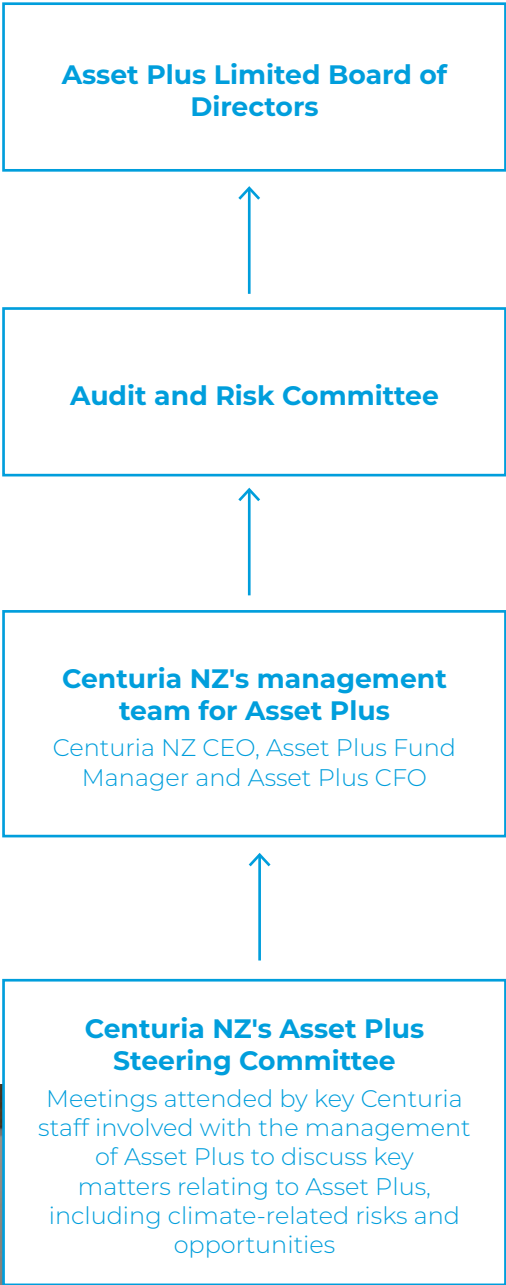 Asset Plus Limited Board of
Directors
Audit and Risk Committee
Centuria NZ's management
team for Asset Plus
Centuria NZ CEO, Asset Plus Fund
Manager and Asset Plus CFO
Centuria NZ's Asset Plus
Steering Committee
Meetings attended by key Centuria
staff involved with the management
of Asset Plus to discuss key
matters relating to Asset Plus,
including climate-related risks and
opportunities